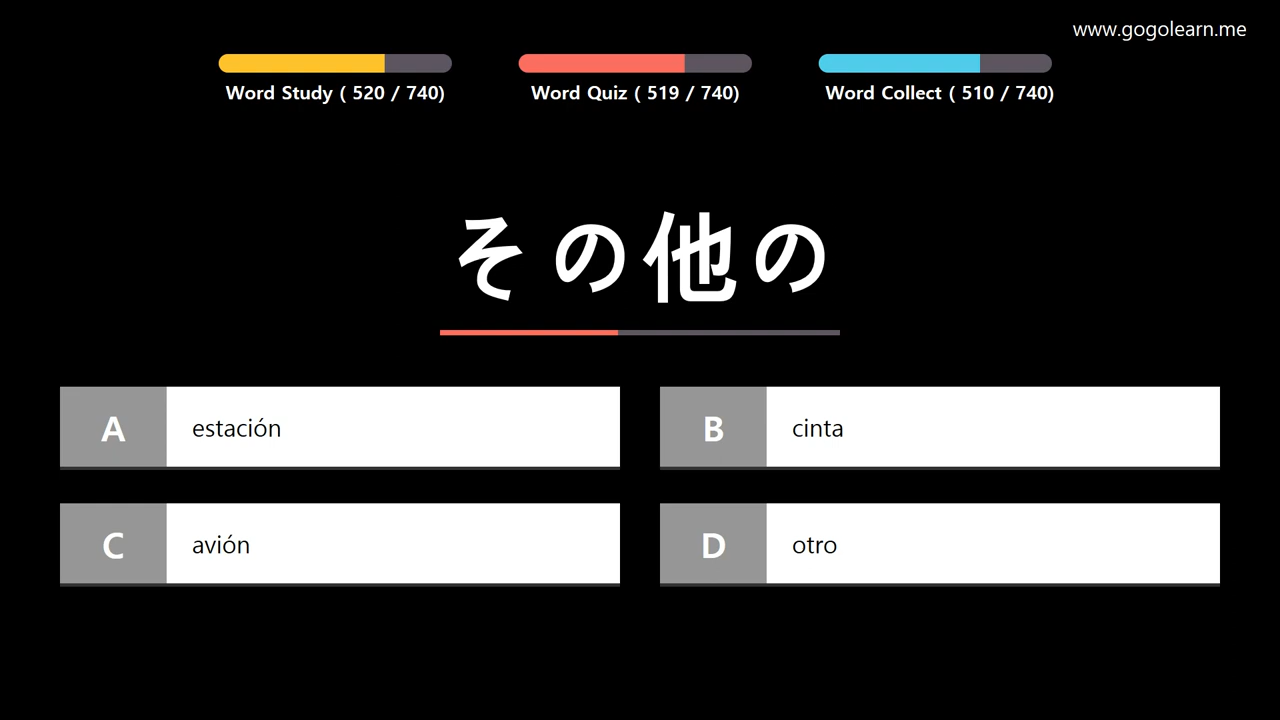 www.gogolearn.me
Word Study ( 520 / 740)
Word Quiz ( 519 / 740)
Word Collect ( 510 / 740)
その他の
A estación
B cinta
C avión
D otro